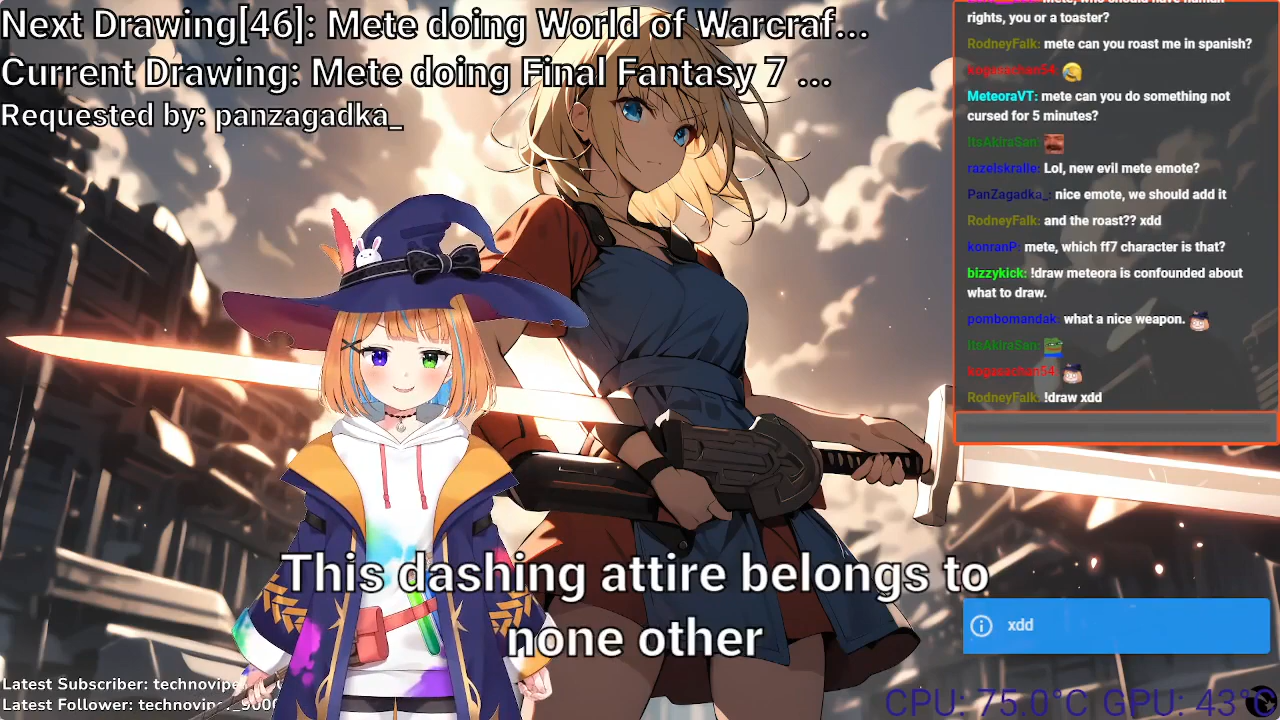 Next Drawing[46]: Mete doing World of Warcraf...
Current Drawing: Mete doing Final Fantasy 7 ...
Requested by: panzagadka_
rights, you or a toaster?
RodneyFalk: mete can you roast me in spanish?
kogasachan54:
MeteoraVT: mete can you do something not
cursed for 5 minutes?
ItsAkiraSan:
razelskralle: Lol, new evil mete emote?
PanZagadka_: nice emote, we should add it
RodneyFalk: and the roast?? xdd
konranP: mete, which ff7 character is that?
bizzykick: !draw meteora is confounded about
what to draw.
pombomandak: what a nice weapon.
ItsAkiraSan:
kogasachan54:
RodneyFalk: !draw xdd
This dashing attire belongs to
none other
xdd
Latest Subscriber:
Latest Follower:
CPU: 75.0°C GPU: 43°C